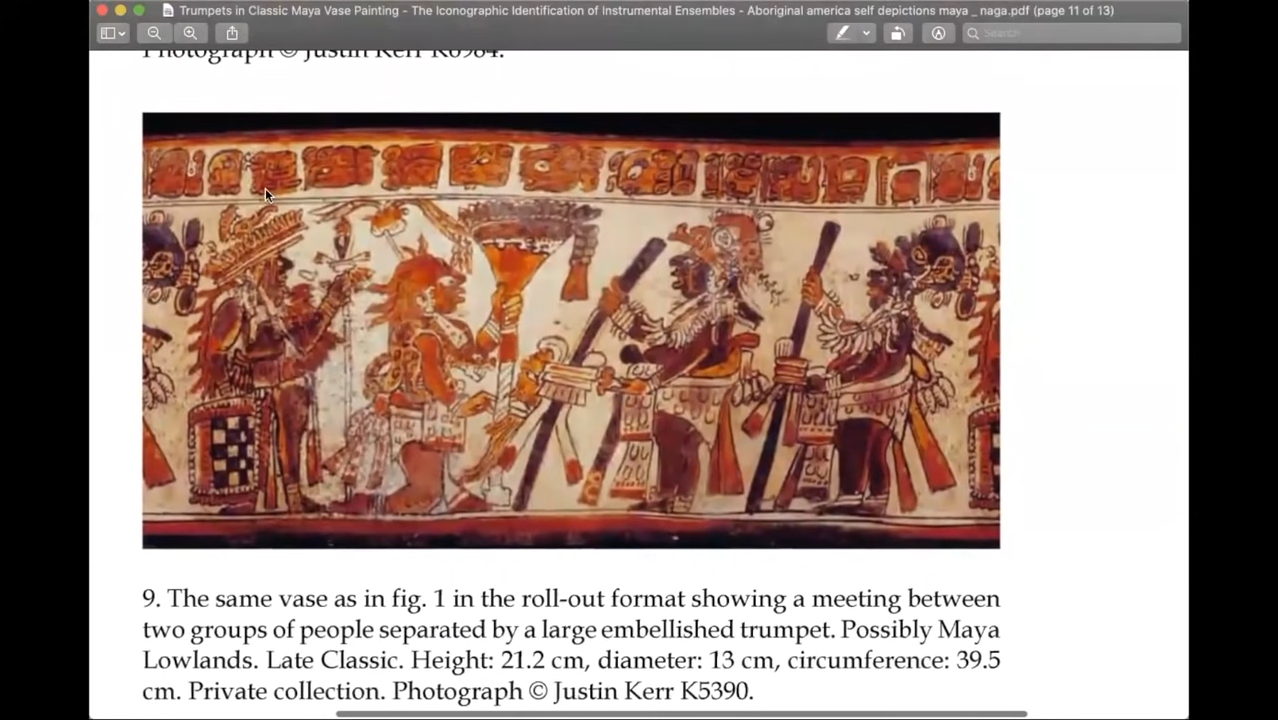 Trumpets in Classic Maya Vase Painting - The Iconographic Identification of Instrumental Ensembles - Aboriginal america self depictions maya _ naga.pdf (page 11 of 13)
Search
Photograph © Justin Kerr K6984.
9. The same vase as in fig. 1 in the roll-out format showing a meeting between
two groups of people separated by a large embellished trumpet. Possibly Maya
Lowlands. Late Classic. Height: 21.2 cm, diameter: 13 cm, circumference: 39.5
cm. Private collection. Photograph © Justin Kerr K5390.